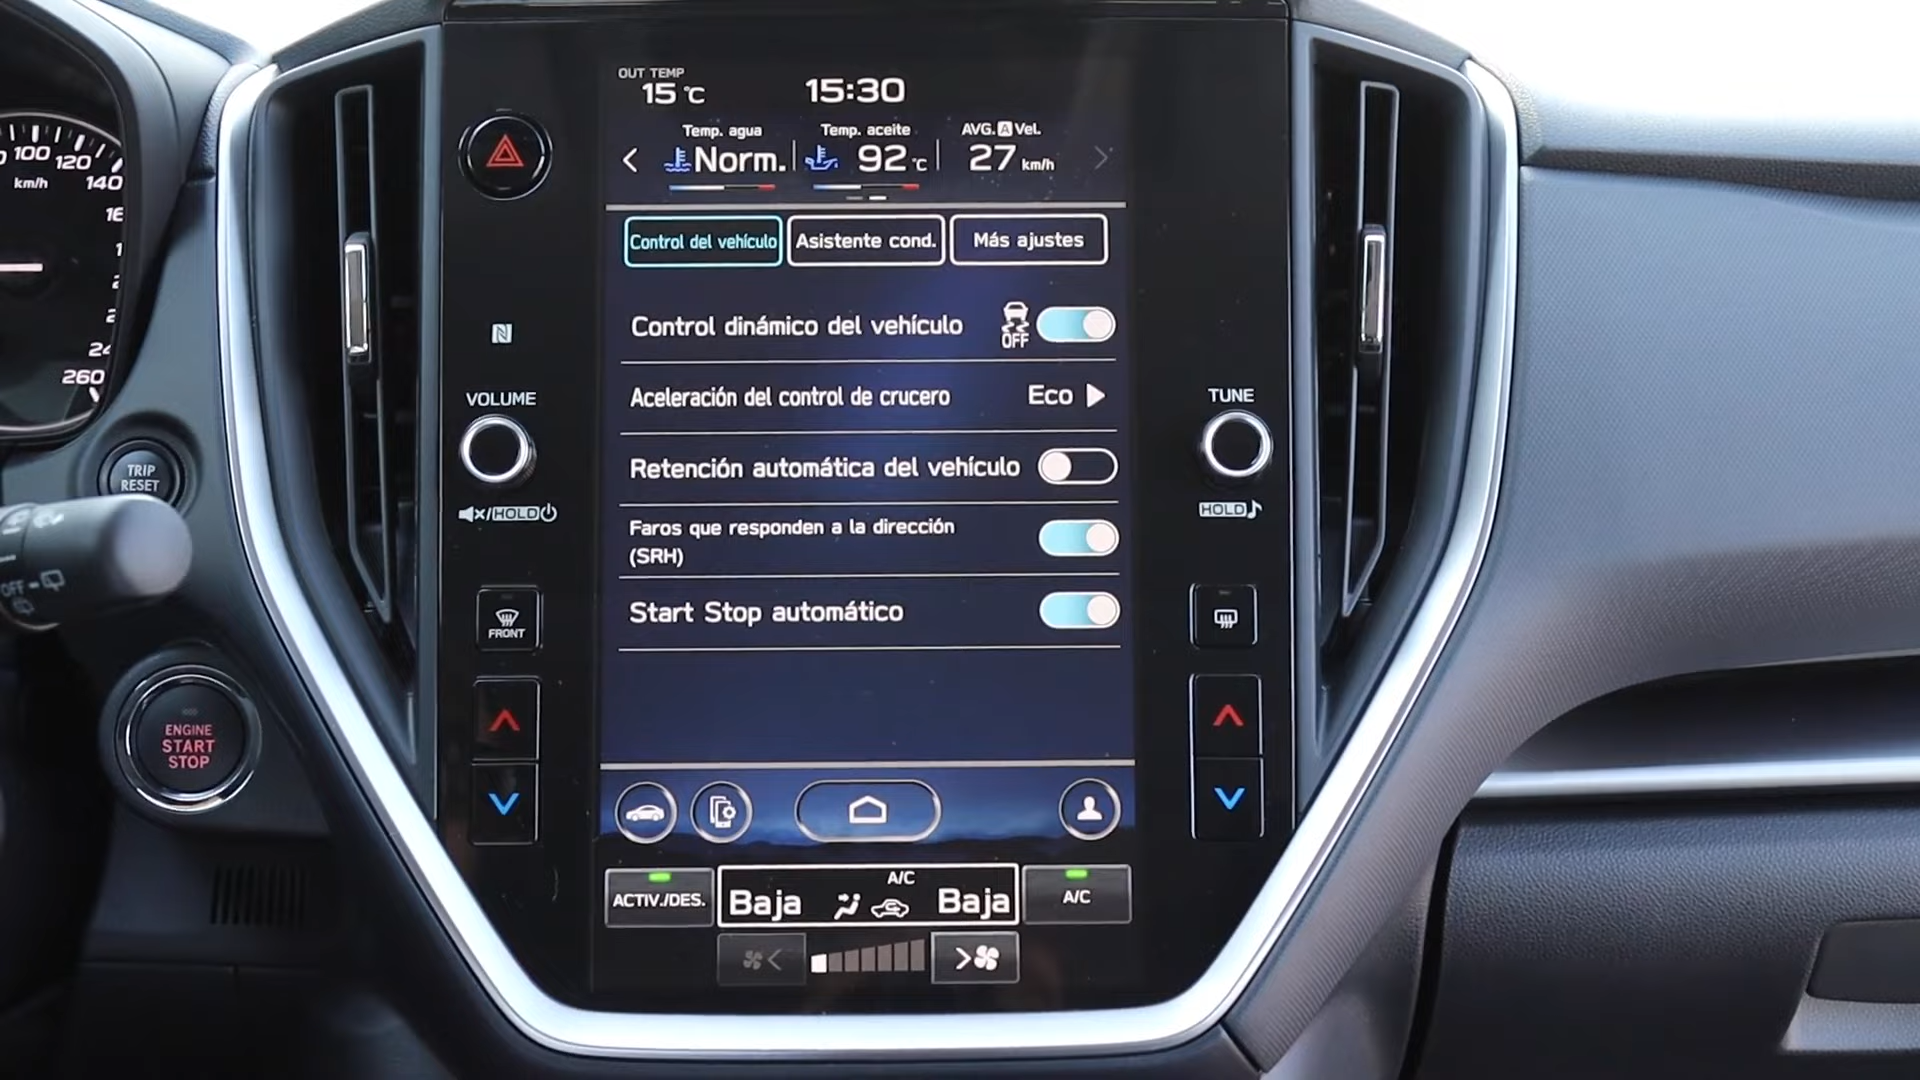 OUT TEMP
15 °C
15:30
Temp. agua
Norm.
Temp. aceite
92 °C
AVG. A Vel.
27 km/h
Control del vehículo
Asistente cond.
Más ajustes
Control dinámico del vehículo
OFF
Aceleración del control de crucero
Eco
Retención automática del vehículo
Faros que responden a la dirección
(SRH)
Start Stop automático
ACTIV./DES.
A/C
Baja
Baja
A/C
VOLUME
/HOLD
FRONT
TUNE
HOLD
100
120
140
km/h
260
TRIP
RESET
OFF
ENGINE
START
STOP